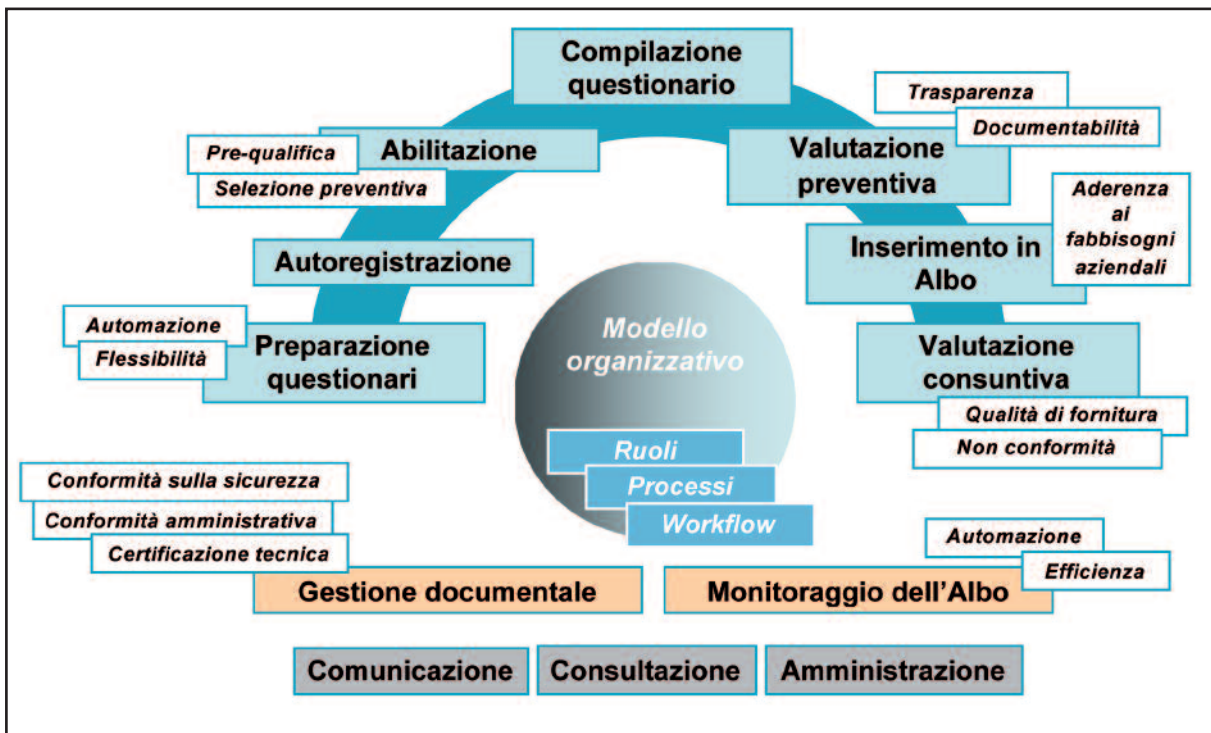 Compilazione
questionario
Trasparenza
Documentabilità
Pre-qualifica
Selezione preventiva
Abilitazione
Valutazione
preventiva
Aderenza
ai
fabbisogni
aziendali
Autoregistrazione
Inserimento in
Albo
Automazione
Flessibilità
Preparazione
questionari
Modello
organizzativo
Valutazione
consuntiva
Qualità di fornitura
Non conformità
Ruoli
Processi
Workflow
Conformità sulla sicurezza
Conformità amministrativa
Certificazione tecnica
Automazione
Efficienza
Gestione documentale
Monitoraggio dell'Albo
Comunicazione
Consultazione
Amministrazione